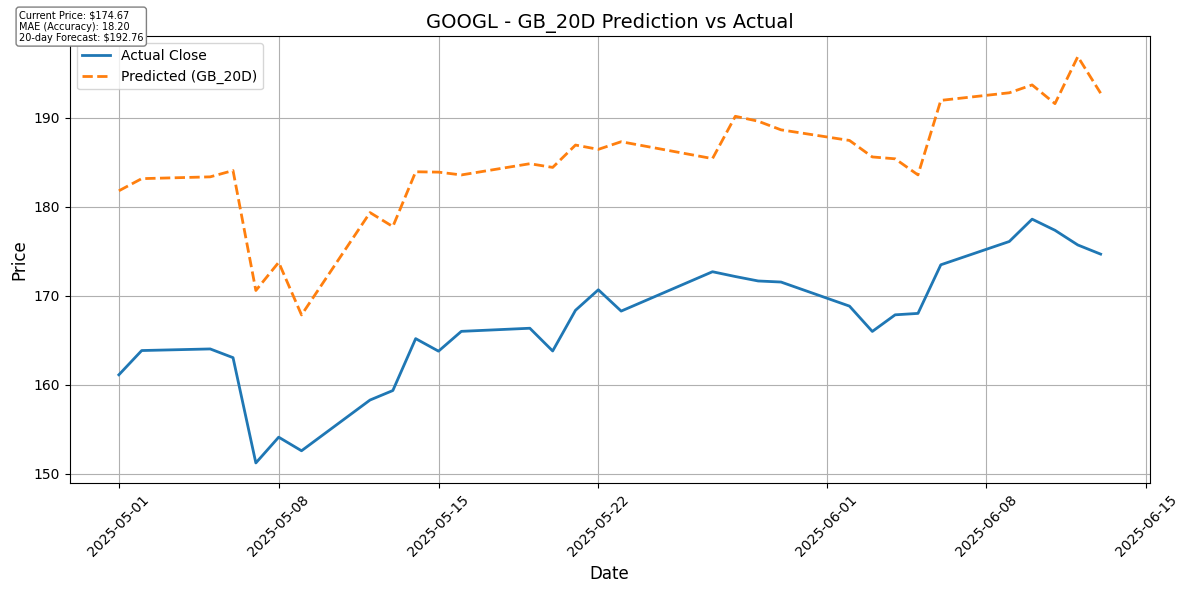 GOOGL - GB_20D Prediction vs Actual
Current Price: $174.67
MAE (Accuracy): 18.20
20-day Forecast: $192.76
Actual Close
Predicted (GB_20D)
Price
190
180
170
160
150
2025-05-01
2025-05-08
2025-05-15
2025-05-22
2025-06-01
2025-06-08
2025-06-15
Date